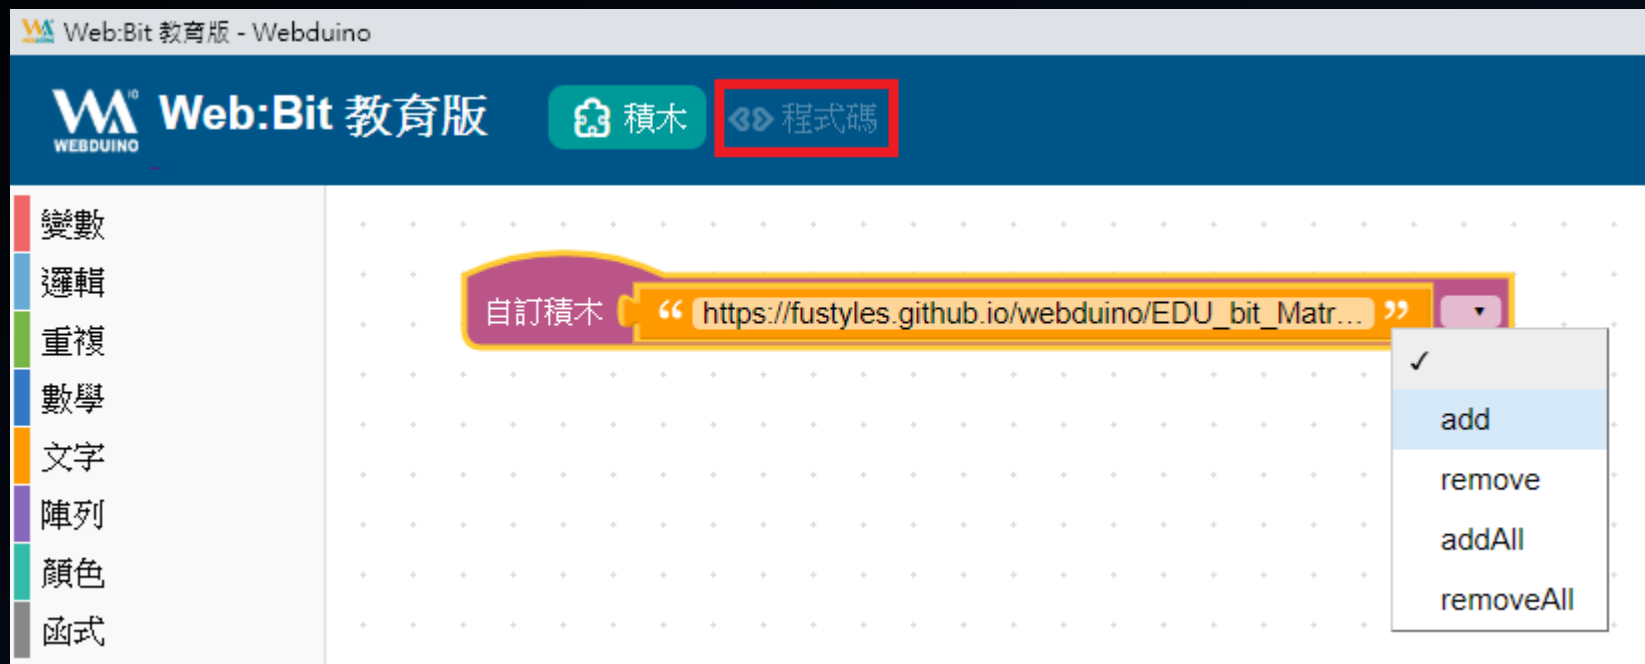 Web:Bit 教育版 - Webduino
WEBDUINO
Web:Bit 教育版
積木
程式碼
變數
邏輯
重複
數學
文字
陣列
顏色
函式
自訂積木 “ https://fustyles.github.io/webduino/EDU_bit_Matr... ”
✓
add
remove
addAll
removeAll